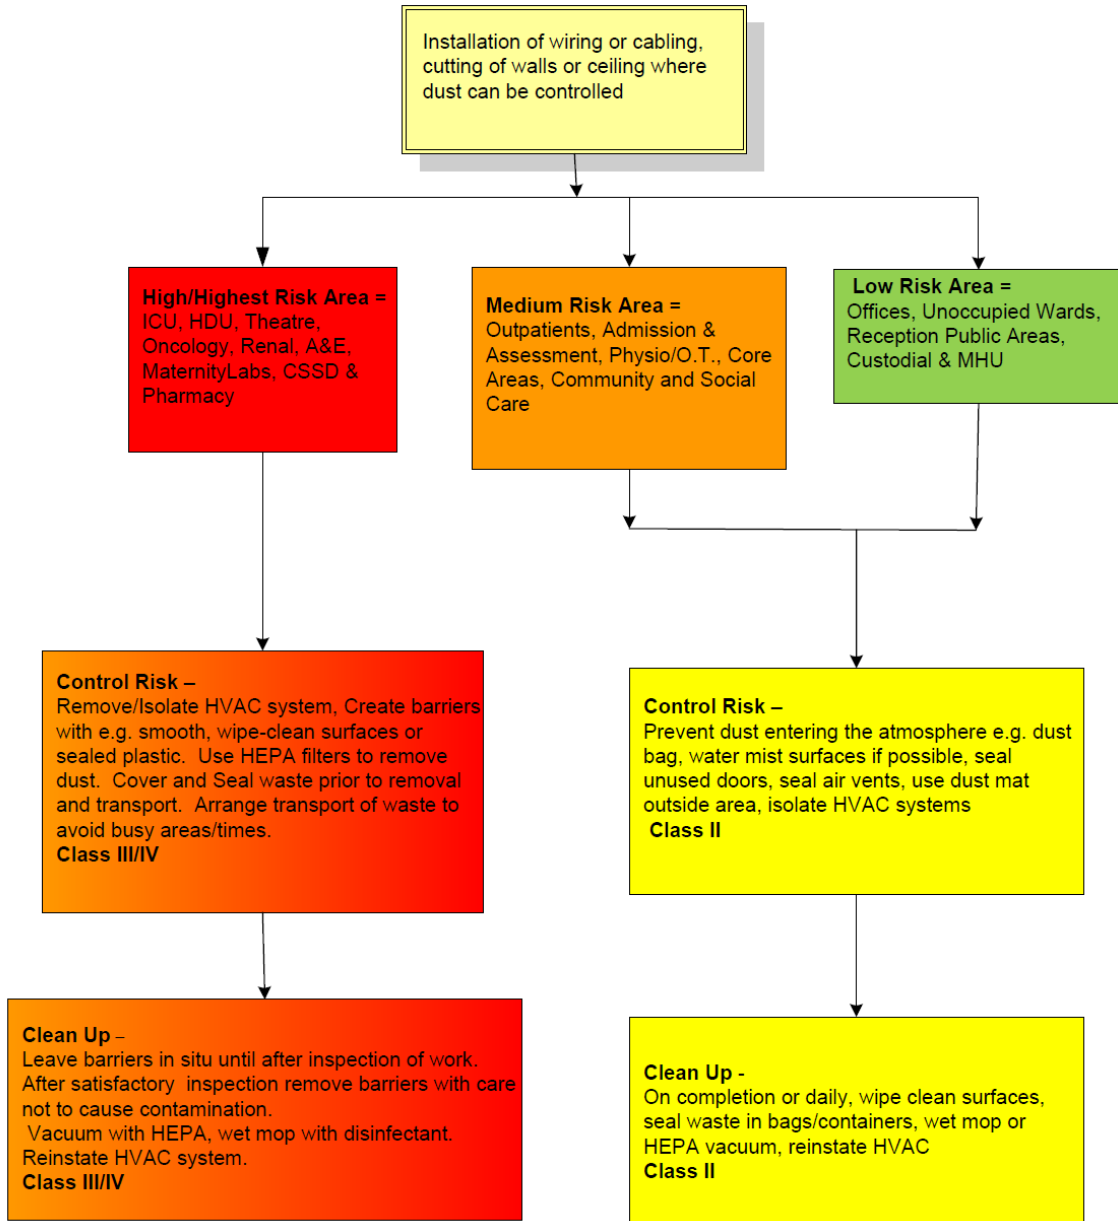 Installation of wiring or cabling,
cutting of walls or ceiling where
dust can be controlled
High/Highest Risk Area =
ICU, HDU, Theatre,
Oncology, Renal, A&E,
MaternityLabs, CSSD &
Pharmacy
Medium Risk Area =
Outpatients, Admission &
Assessment, Physio/O.T., Core
Areas, Community and Social
Care
Low Risk Area =
Offices, Unoccupied Wards,
Reception Public Areas,
Custodial & MHU
Control Risk –
Remove/Isolate HVAC system, Create barriers
with e.g. smooth, wipe-clean surfaces or
sealed plastic.  Use HEPA filters to remove
dust.  Cover and Seal waste prior to removal
and transport.  Arrange transport of waste to
avoid busy areas/times.
Class III/IV
Control Risk –
Prevent dust entering the atmosphere e.g. dust
bag, water mist surfaces if possible, seal
unused doors, seal air vents, use dust mat
outside area, isolate HVAC systems
Class II
Clean Up –
Leave barriers in situ until after inspection of work.
After satisfactory  inspection remove barriers with care
not to cause contamination.
Vacuum with HEPA, wet mop with disinfectant.
Reinstate HVAC system.
Class III/IV
Clean Up -
On completion or daily, wipe clean surfaces,
seal waste in bags/containers, wet mop or
HEPA vacuum, reinstate HVAC
Class II